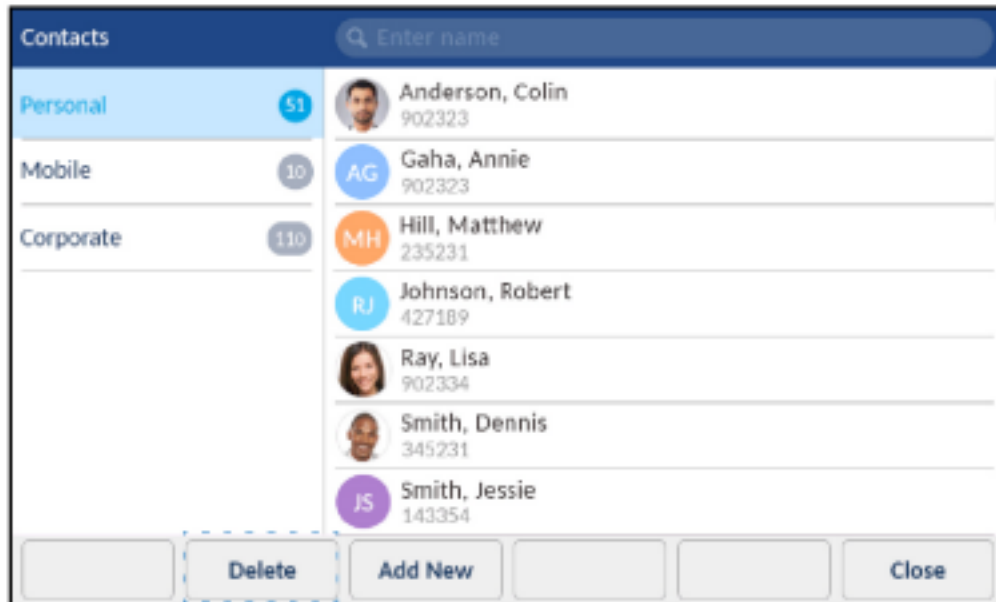 Contacts
Enter name
Personal 51
Mobile 10
Corporate 110
Anderson, Colin
902323
AG
Gaha, Annie
902323
MH
Hill, Matthew
235231
RJ
Johnson, Robert
427189
Ray, Lisa
902334
Smith, Dennis
345231
JS
Smith, Jessie
143354
Delete
Add New
Close